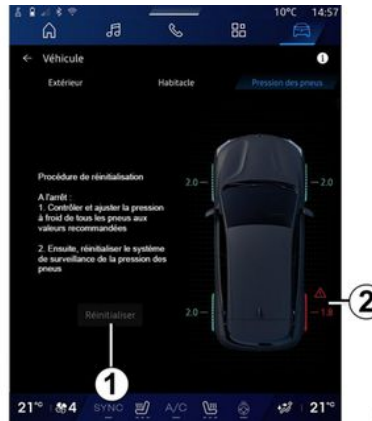 10°C 14:57
Véhicule
Extérieur Habitacle Pression des pneus
Procédure de réinitialisation
A l'arrêt :
1. Contrôler et ajuster la pression
à froid de tous les pneus aux
valeurs recommandées
2. Ensuite, réinitialiser le système
de surveillance de la pression des
pneus
2.0 2.0
2.0 1.8
2
Réinitialiser
1
21°C 4 SYNC A/C 21°C